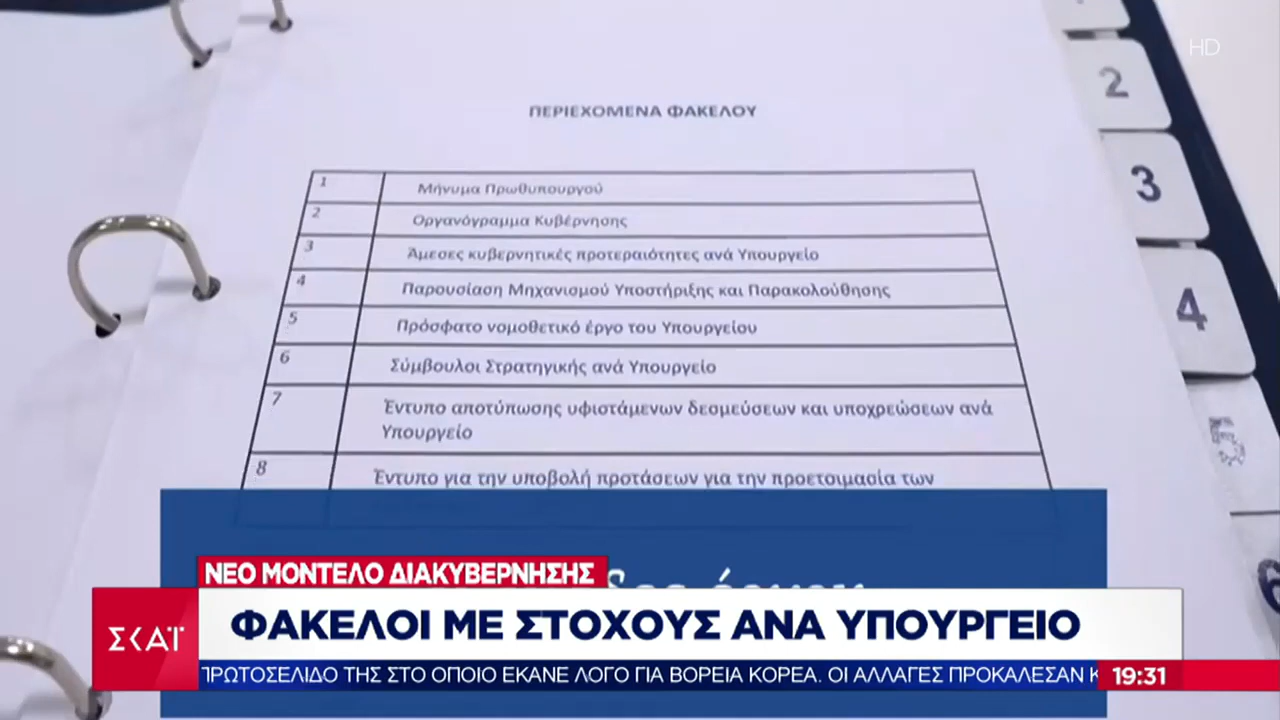 HD
2
ΠΕΡΙΕΧΟΜΕΝΑ ΦΑΚΕΛΟΥ
3
1 Μήνυμα Πρωθυπουργού
2 Οργανόγραμμα Κυβέρνησης
3 Άμεσες κυβερνητικές προτεραιότητες ανά Υπουργείο
4 Παρουσίαση Μηχανισμού Υποστήριξης και Παρακολούθησης
4
5 Πρόσφατο νομοθετικό έργο του Υπουργείου
6 Σύμβουλοι Στρατηγικής ανά Υπουργείο
7 Έντυπο αποτύπωσης υφιστάμενων δεσμεύσεων και υποχρεώσεων ανά
Υπουργείο
5
8 Έντυπο για την υποβολή προτάσεων για την προετοιμασία των
6
ΝΕΟ ΜΟΝΤΕΛΟ ΔΙΑΚΥΒΕΡΝΗΣΗΣ
ΣΚΑΪ
ΦΑΚΕΛΟΙ ΜΕ ΣΤΟΧΟΥΣ ΑΝΑ ΥΠΟΥΡΓΕΙΟ
ΠΡΩΤΟΣΕΛΙΔΟ ΤΗΣ ΣΤΟ ΟΠΟΙΟ ΕΚΑΝΕ ΛΟΓΟ ΓΙΑ ΒΟΡΕΙΑ ΚΟΡΕΑ. ΟΙ ΑΛΛΑΓΕΣ ΠΡΟΚΑΛΕΣΑΝ
19:31